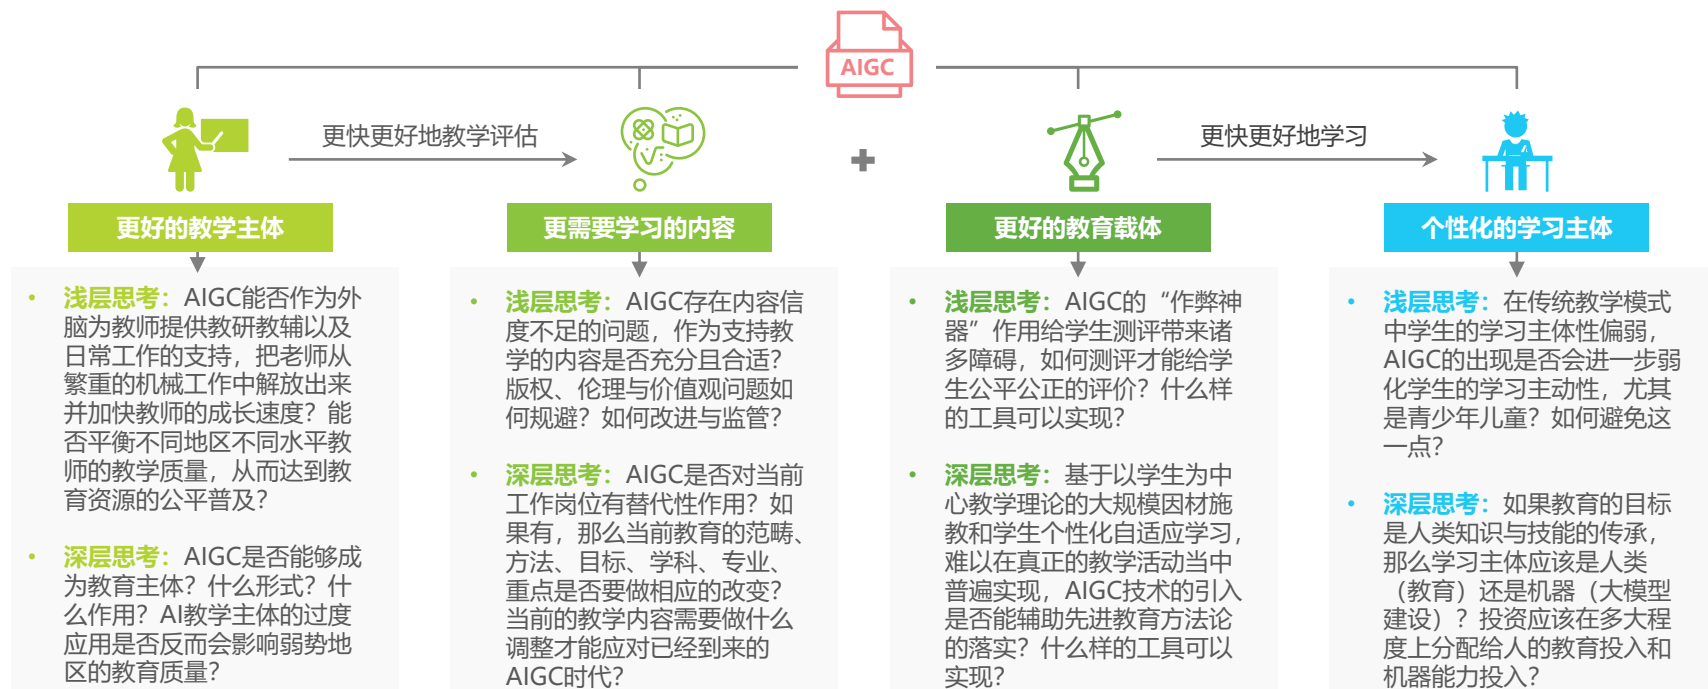 AIGC
更快更好地教学评估
更快更好地学习
更好的教学主体
更需要学习的内容
更好的教育载体
个性化的学习主体
• 浅层思考：AIGC能否作为外
脑为教师提供教研教辅以及
日常工作的支持，把老师从
繁重的机械工作中解放出来
并加快教师的成长速度？能
否平衡不同地区不同水平教
师的教学质量，从而达到教
育资源的公平普及？
• 深层思考：AIGC是否能够成
为教育主体？什么形式？什
么作用？AI教学主体的过度
应用是否反而会影响弱势地
区的教育质量？
• 浅层思考：AIGC存在内容信
度不足的问题，作为支持教
学的内容是否充分且合适？
版权、伦理与价值观问题如
何规避？如何改进与监管？
• 深层思考：AIGC是否对当前
工作岗位有替代性作用？如
果有，那么当前教育的范畴、
方法、目标、学科、专业、
重点是否要做相应的改变？
当前的教学内容需要做什么
调整才能应对已经到来的
AIGC时代？
• 浅层思考：AIGC的“作弊神
器”作用给学生测评带来诸
多障碍，如何测评才能给学
生公平公正的评价？什么样
的工具可以实现？
• 深层思考：基于以学生为中
心教学理论的大规模因材施
教和学生个性化自适应学习，
难以在真正的教学活动当中
普遍实现，AIGC技术的引入
是否能辅助先进教育方法论
的落实？什么样的工具可以
实现？
• 浅层思考：在传统教学模式
中学生的学习主体性偏弱，
AIGC的出现是否会进一步弱
化学生的学习主动性，尤其
是青少年儿童？如何避免这
一点？
• 深层思考：如果教育的目标
是人类知识与技能的传承，
那么学习主体应该是人类
（教育）还是机器（大模型
建设）？投资应该在多大程
度上分配给人的教育投入和
机器能力投入？